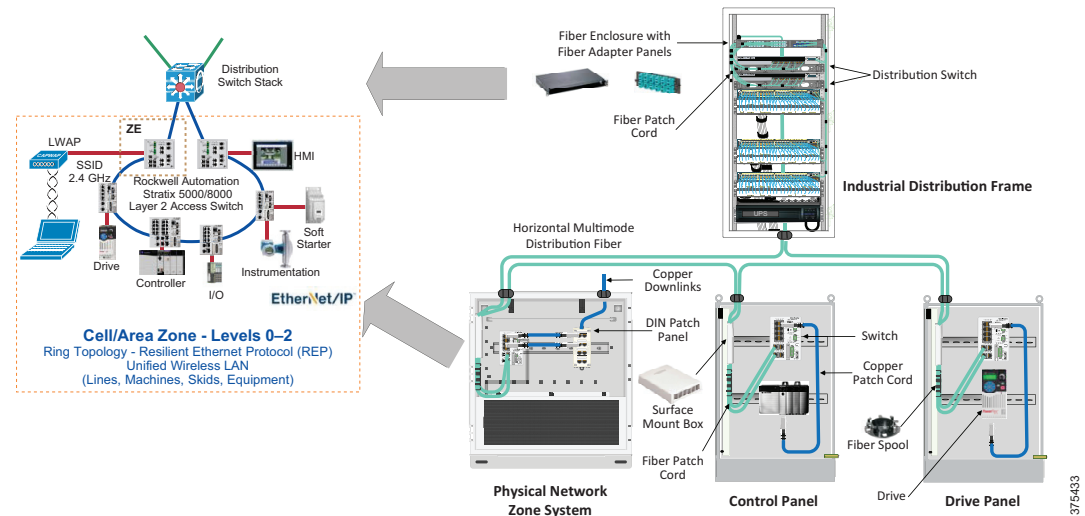 Distribution
Switch Stack
ZE
LWAP
SSID
2.4 GHz
HMI
Rockwell Automation
Stratix 5000/8000
Layer 2 Access Switch
Soft
Starter
Drive
Controller
I/O
Instrumentation
EtherNet/IP
Cell/Area Zone - Levels 0–2
Ring Topology - Resilient Ethernet Protocol (REP)
Unified Wireless LAN
(Lines, Machines, Skids, Equipment)
Fiber Enclosure with
Fiber Adapter Panels
Fiber Patch
Cord
Distribution Switch
UPS
Industrial Distribution Frame
Horizontal Multimode
Distribution Fiber
Copper
Downlinks
DIN Patch
Panel
Surface
Mount Box
Fiber Patch
Cord
Switch
Copper
Patch Cord
Fiber Spool
Drive
Physical Network
Zone System
Control Panel
Drive Panel
375433